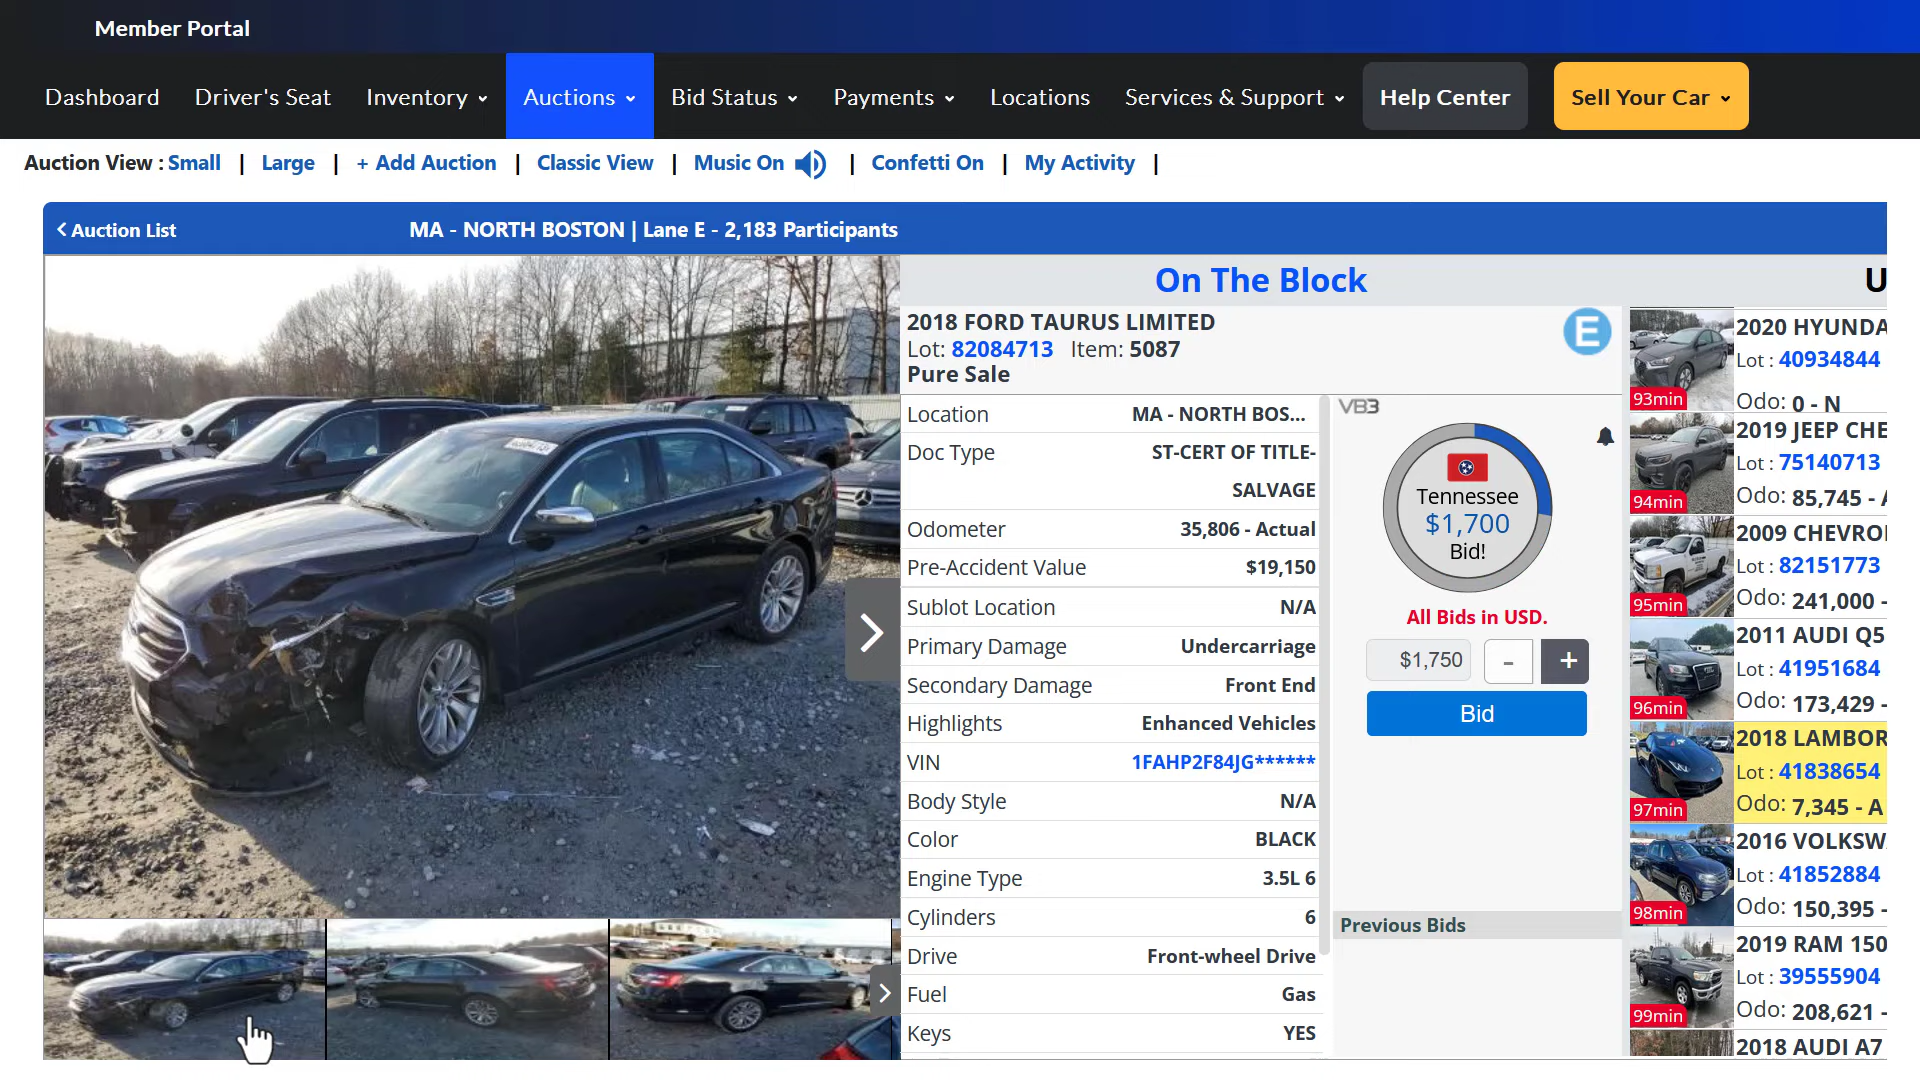 Member Portal
Dashboard Driver's Seat Inventory Auctions Bid Status Payments Locations Services & Support Help Center Sell Your Car
Auction View : Small | Large | + Add Auction | Classic View | Music On | Confetti On | My Activity |
< Auction List MA - NORTH BOSTON | Lane E - 2,183 Participants
On The Block U
2018 FORD TAURUS LIMITED
Lot: 82084713 Item: 5087
Pure Sale
E
Location MA - NORTH BOS...
Doc Type ST-CERT OF TITLE-
SALVAGE
Odometer 35,806 - Actual
Pre-Accident Value $19,150
Sublot Location N/A
Primary Damage Undercarriage
Secondary Damage Front End
Highlights Enhanced Vehicles
VIN 1FAHP2F84JG******
Body Style N/A
Color BLACK
Engine Type 3.5L 6
Cylinders 6
Drive Front-wheel Drive
Fuel Gas
Keys YES
VB3
Tennessee
$1,700
Bid!
All Bids in USD.
$1,750 - +
Bid
Previous Bids
2020 HYUNDA
Lot : 40934844
Odo: 0 - N
93min
2019 JEEP CHE
Lot : 75140713
Odo: 85,745 - A
94min
2009 CHEVROL
Lot : 82151773
Odo: 241,000 -
95min
2011 AUDI Q5
Lot : 41951684
Odo: 173,429 -
96min
2018 LAMBOR
Lot : 41838654
Odo: 7,345 - A
97min
2016 VOLKSW
Lot : 41852884
Odo: 150,395 -
98min
2019 RAM 150
Lot : 39555904
Odo: 208,621 -
99min
2018 AUDI A7